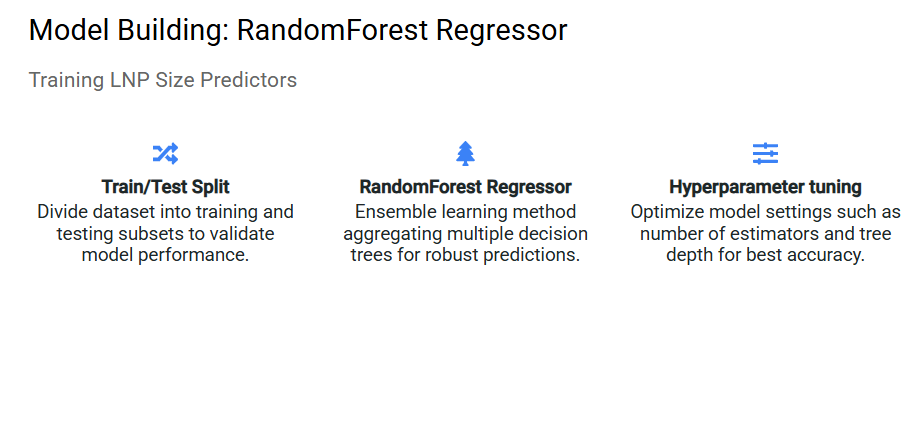 Model Building: RandomForest Regressor
Training LNP Size Predictors
Train/Test Split
Divide dataset into training and
testing subsets to validate
model performance.
RandomForest Regressor
Ensemble learning method
aggregating multiple decision
trees for robust predictions.
Hyperparameter tuning
Optimize model settings such as
number of estimators and tree
depth for best accuracy.